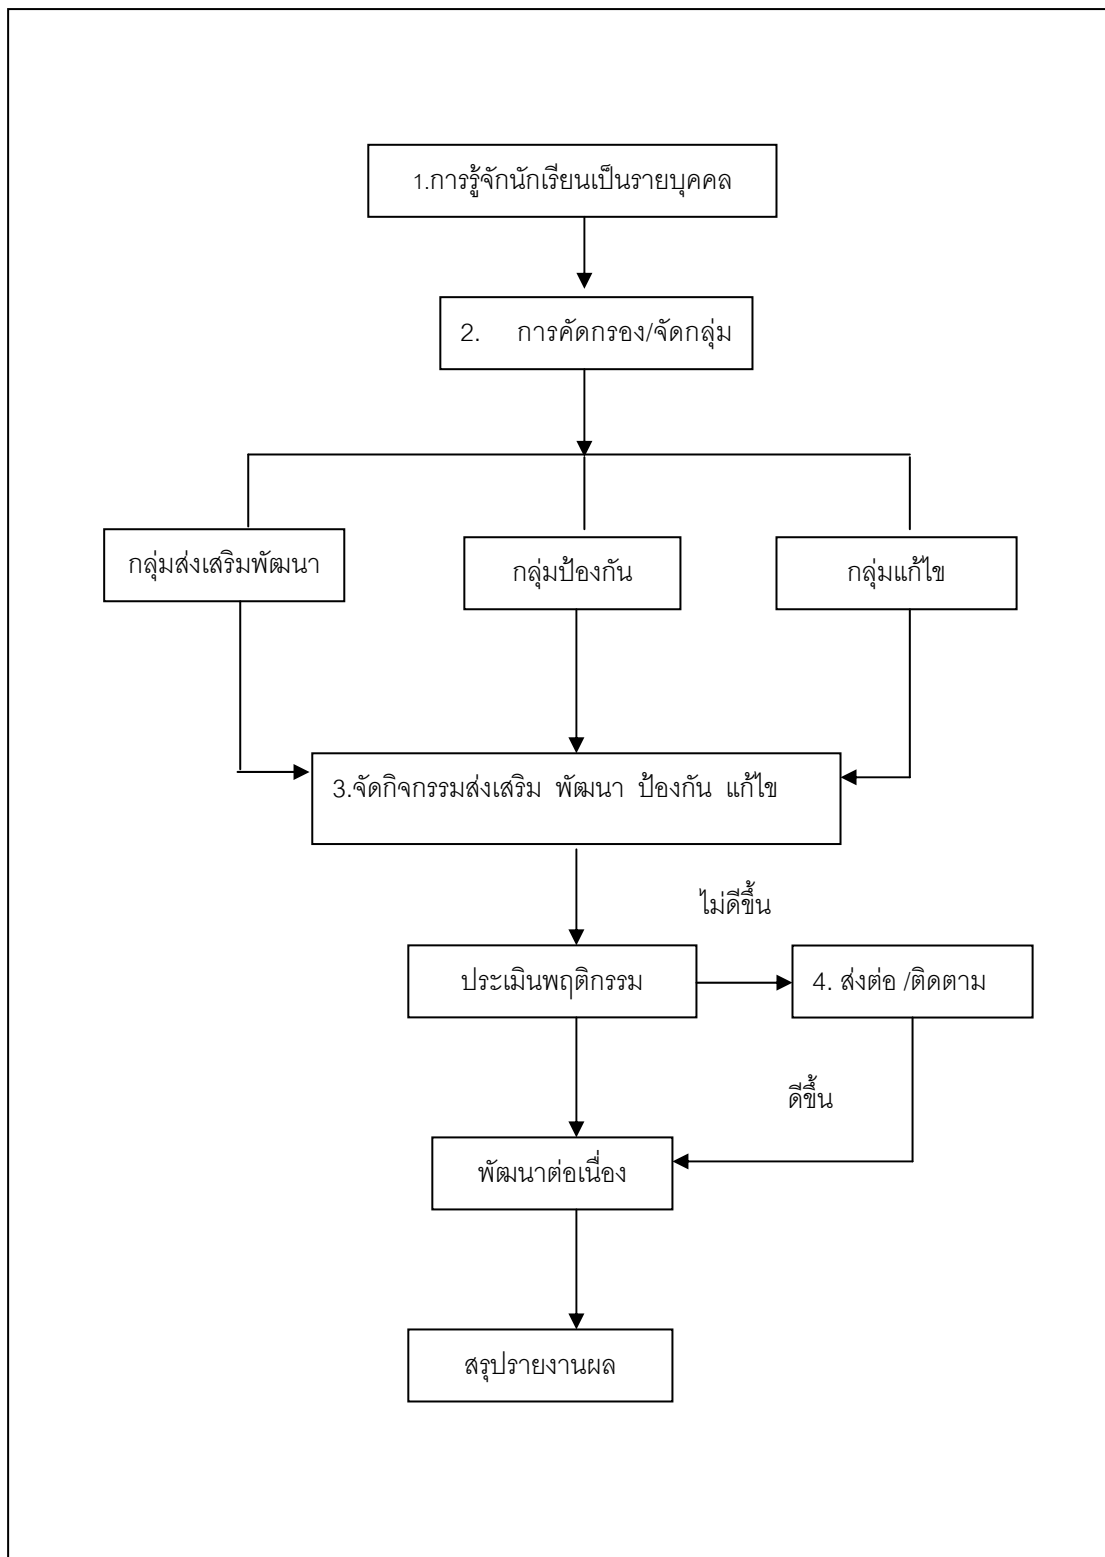 1.การรู้จักนักเรียนเป็นรายบุคคล
2. การคัดกรอง/จัดกลุ่ม
กลุ่มส่งเสริมพัฒนา
กลุ่มป้องกัน
กลุ่มแก้ไข
3.จัดกิจกรรมส่งเสริม พัฒนา ป้องกัน แก้ไข
ไม่ดีขึ้น
ประเมินพฤติกรรม
4. ส่งต่อ /ติดตาม
ดีขึ้น
พัฒนาต่อเนื่อง
สรุปรายงานผล